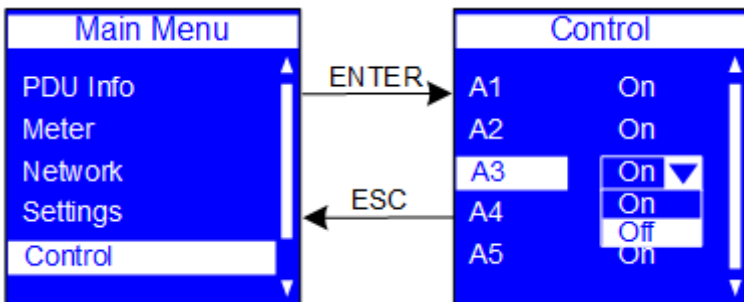 Main Menu
PDU Info
Meter
Network
Settings
Control
ENTER
ESC
Control
A1 On
A2 On
A3 On
On
A4
Off
A5 On